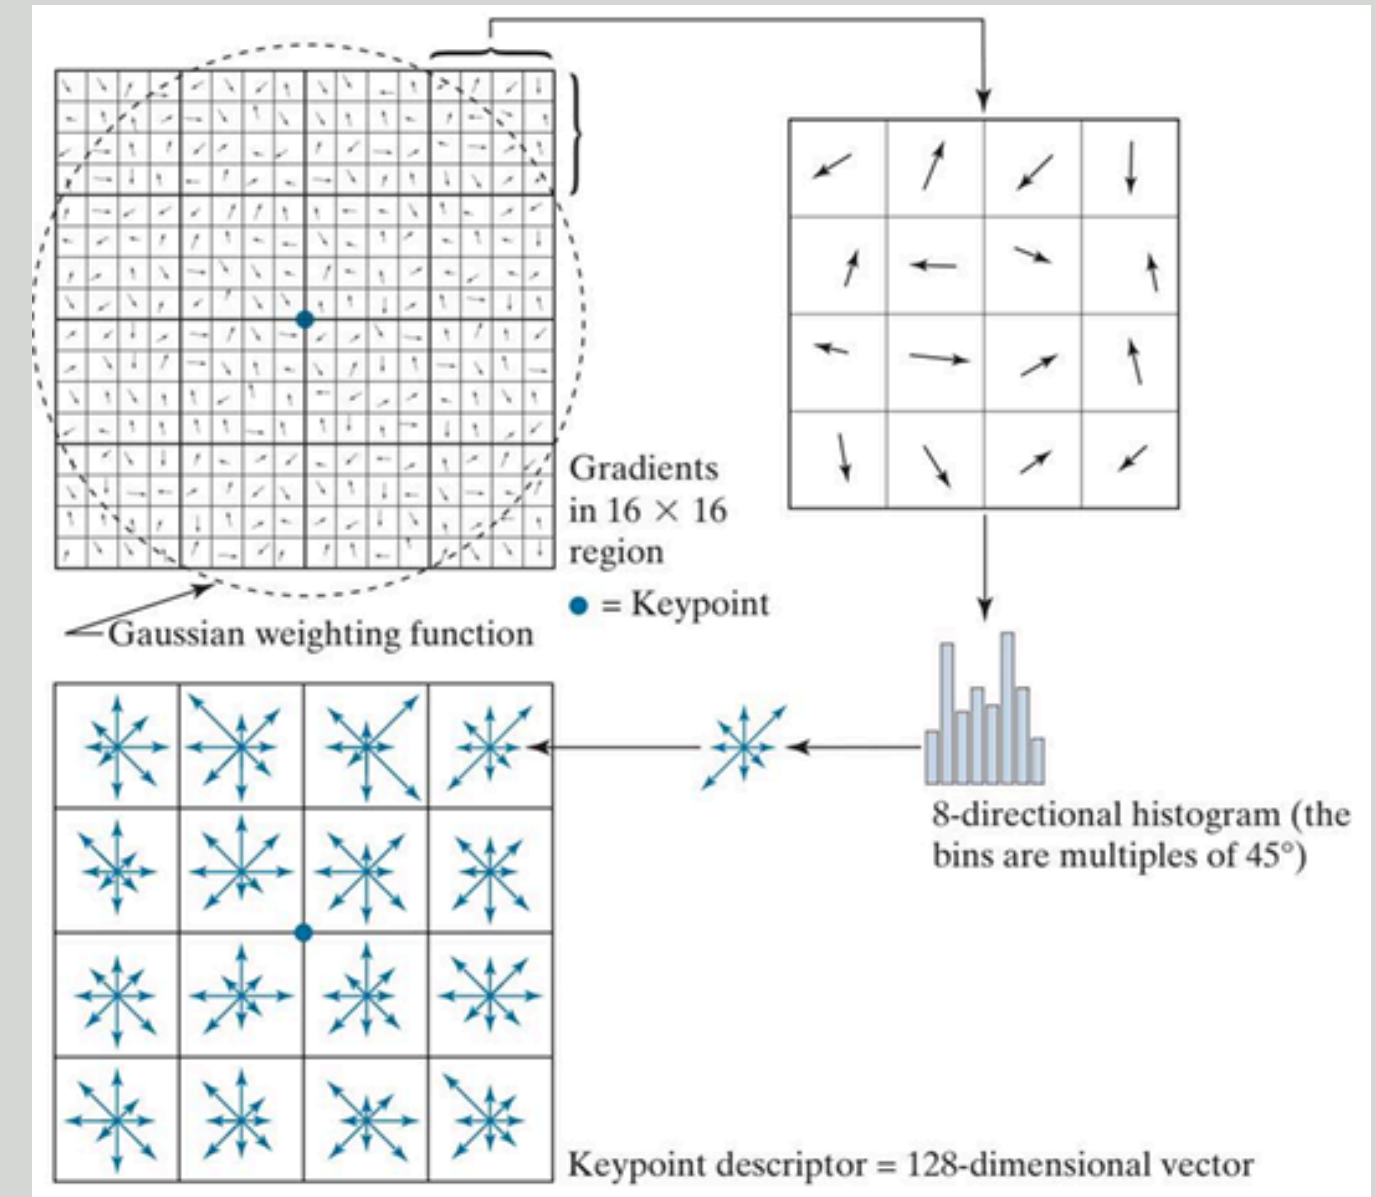 Gradients
in 16 × 16
region
= Keypoint
Gaussian weighting function
8-directional histogram (the
bins are multiples of 45°)
Keypoint descriptor = 128-dimensional vector